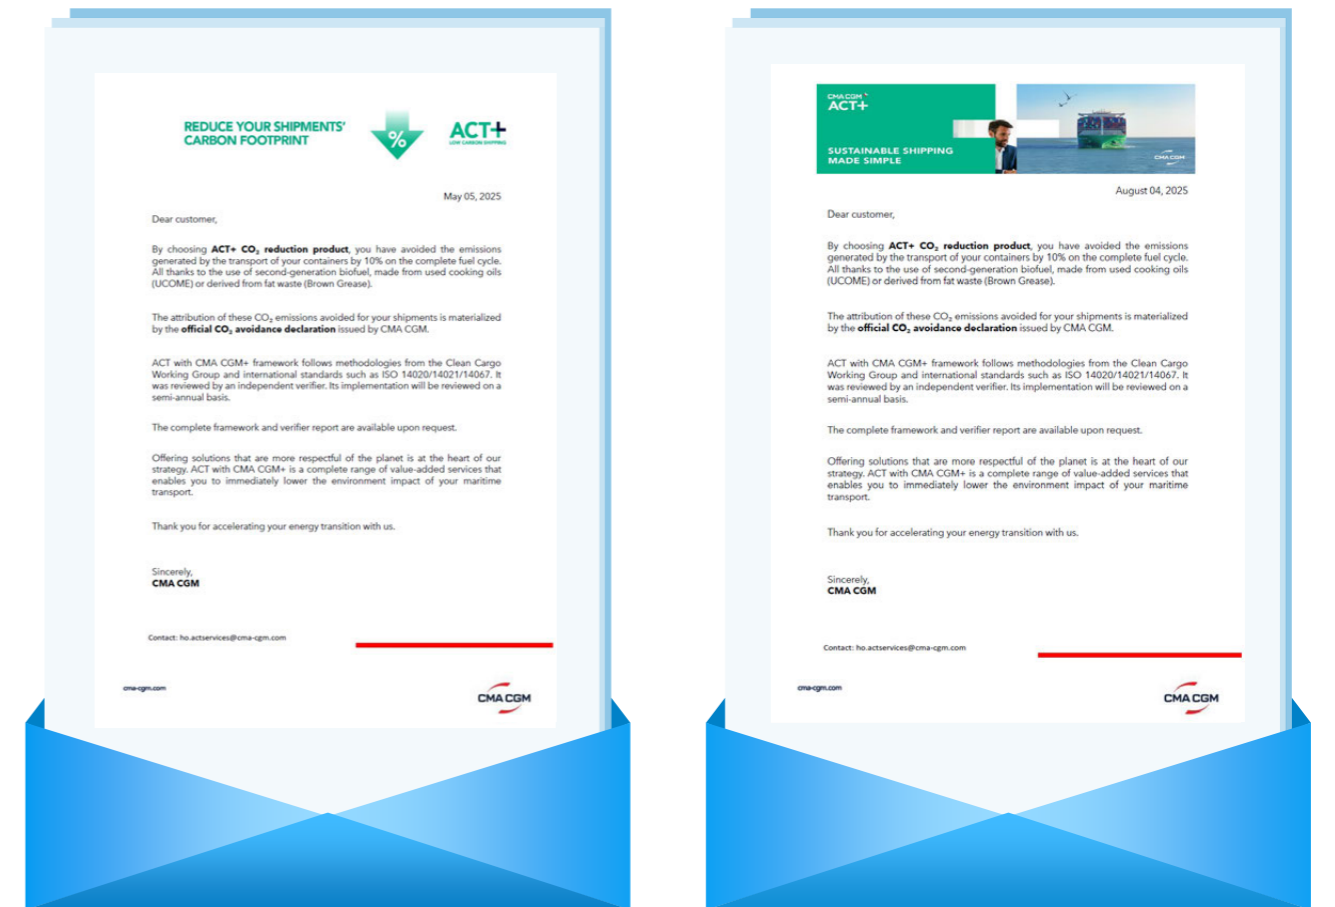 REDUCE YOUR SHIPMENTS'
CARBON FOOTPRINT
%
ACT+
LOW CARBON SHIPPING
May 05, 2025
Dear customer,
By choosing ACT+ CO₂ reduction product, you have avoided the emissions
generated by the transport of your containers by 10% on the complete fuel cycle.
All thanks to the use of second-generation biofuel, made from used cooking oils
(UCOME) or derived from fat waste (Brown Grease).
The attribution of these CO₂ emissions avoided for your shipments is materialized
by the official CO₂ avoidance declaration issued by CMA CGM.
ACT with CMA CGM+ framework follows methodologies from the Clean Cargo
Working Group and international standards such as ISO 14020/14021/14067. It
was reviewed by an independent verifier. Its implementation will be reviewed on a
semi-annual basis.
The complete framework and verifier report are available upon request.
Offering solutions that are more respectful of the planet is at the heart of our
strategy. ACT with CMA CGM+ is a complete range of value-added services that
enables you to immediately lower the environment impact of your maritime
transport.
Thank you for accelerating your energy transition with us.
Sincerely,
CMA CGM
Contact: ho.actservices@cma-cgm.com
cma-cgm.com
CMA CGM
CMA CGM
ACT+
SUSTAINABLE SHIPPING
MADE SIMPLE
CMA CGM
August 04, 2025
Dear customer,
By choosing ACT+ CO₂ reduction product, you have avoided the emissions
generated by the transport of your containers by 10% on the complete fuel cycle.
All thanks to the use of second-generation biofuel, made from used cooking oils
(UCOME) or derived from fat waste (Brown Grease).
The attribution of these CO₂ emissions avoided for your shipments is materialized
by the official CO₂ avoidance declaration issued by CMA CGM.
ACT with CMA CGM+ framework follows methodologies from the Clean Cargo
Working Group and international standards such as ISO 14020/14021/14067. It
was reviewed by an independent verifier. Its implementation will be reviewed on a
semi-annual basis.
The complete framework and verifier report are available upon request.
Offering solutions that are more respectful of the planet is at the heart of our
strategy. ACT with CMA CGM+ is a complete range of value-added services that
enables you to immediately lower the environment impact of your maritime
transport.
Thank you for accelerating your energy transition with us.
Sincerely,
CMA CGM
Contact: ho.actservices@cma-cgm.com
cma-cgm.com
CMA CGM